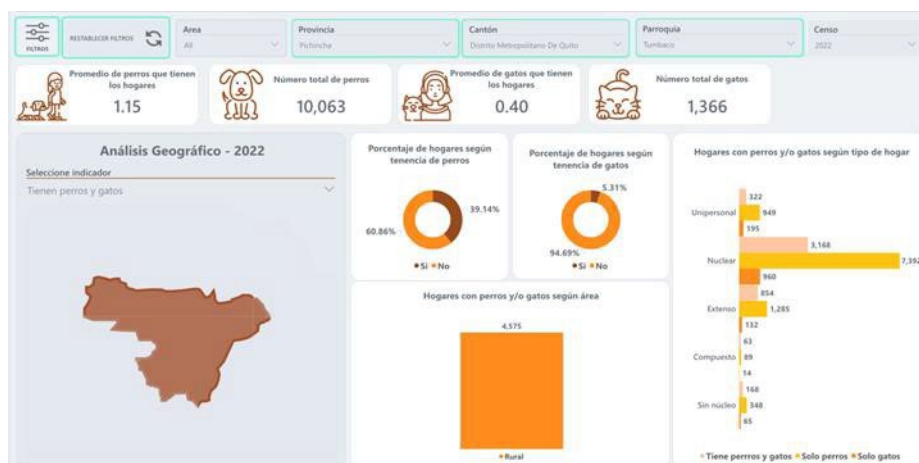 FILTROS
RESTABLECER FILTROS
Area
All
Provincia
Pichincha
Cantón
Distrito Metropolitano De Quito
Parroquia
Tumbaco
Censo
2022
Promedio de perros que tienen
los hogares
1.15
Número total de perros
10,063
Promedio de gatos que tienen
los hogares
0.40
Número total de gatos
1,366
Análisis Geográfico - 2022
Seleccione indicador
Tienen perros y gatos
Porcentaje de hogares según
tenencia de perros
39.14%
60.86%
Si No
Porcentaje de hogares según
tenencia de gatos
5.31%
94.69%
Si No
Hogares con perros y/o gatos según área
4,575
Rural
Hogares con perros y/o gatos según tipo de hogar
322
Unipersonal 949
195
3,168
Nuclear 7,392
960
854
Extenso 1,285
132
63
Compuesto 89
14
168
Sin núcleo 348
65
Tiene perrros y gatos Solo perros Solo gatos